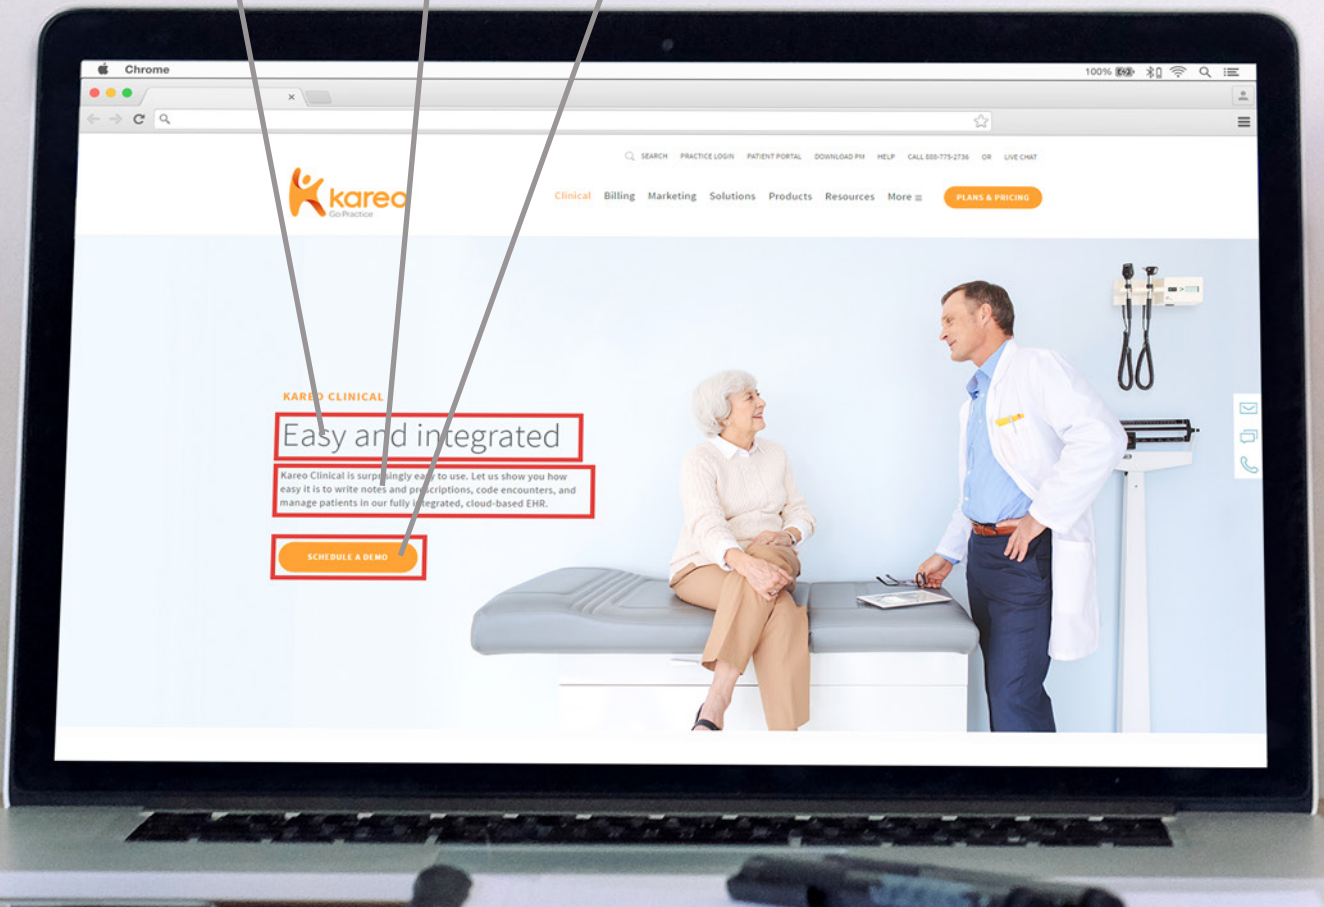 Chrome
100%
SEARCH PRACTICE LOGIN PATIENT PORTAL DOWNLOAD PM HELP CALL 888-775-2736 OR LIVE CHAT
kareo
Go Practice
Clinical Billing Marketing Solutions Products Resources More PLANS & PRICING
KAREO CLINICAL
Easy and integrated
Kareo Clinical is surprisingly easy to use. Let us show you how
easy it is to write notes and prescriptions, code encounters, and
manage patients in our fully integrated, cloud-based EHR.
SCHEDULE A DEMO